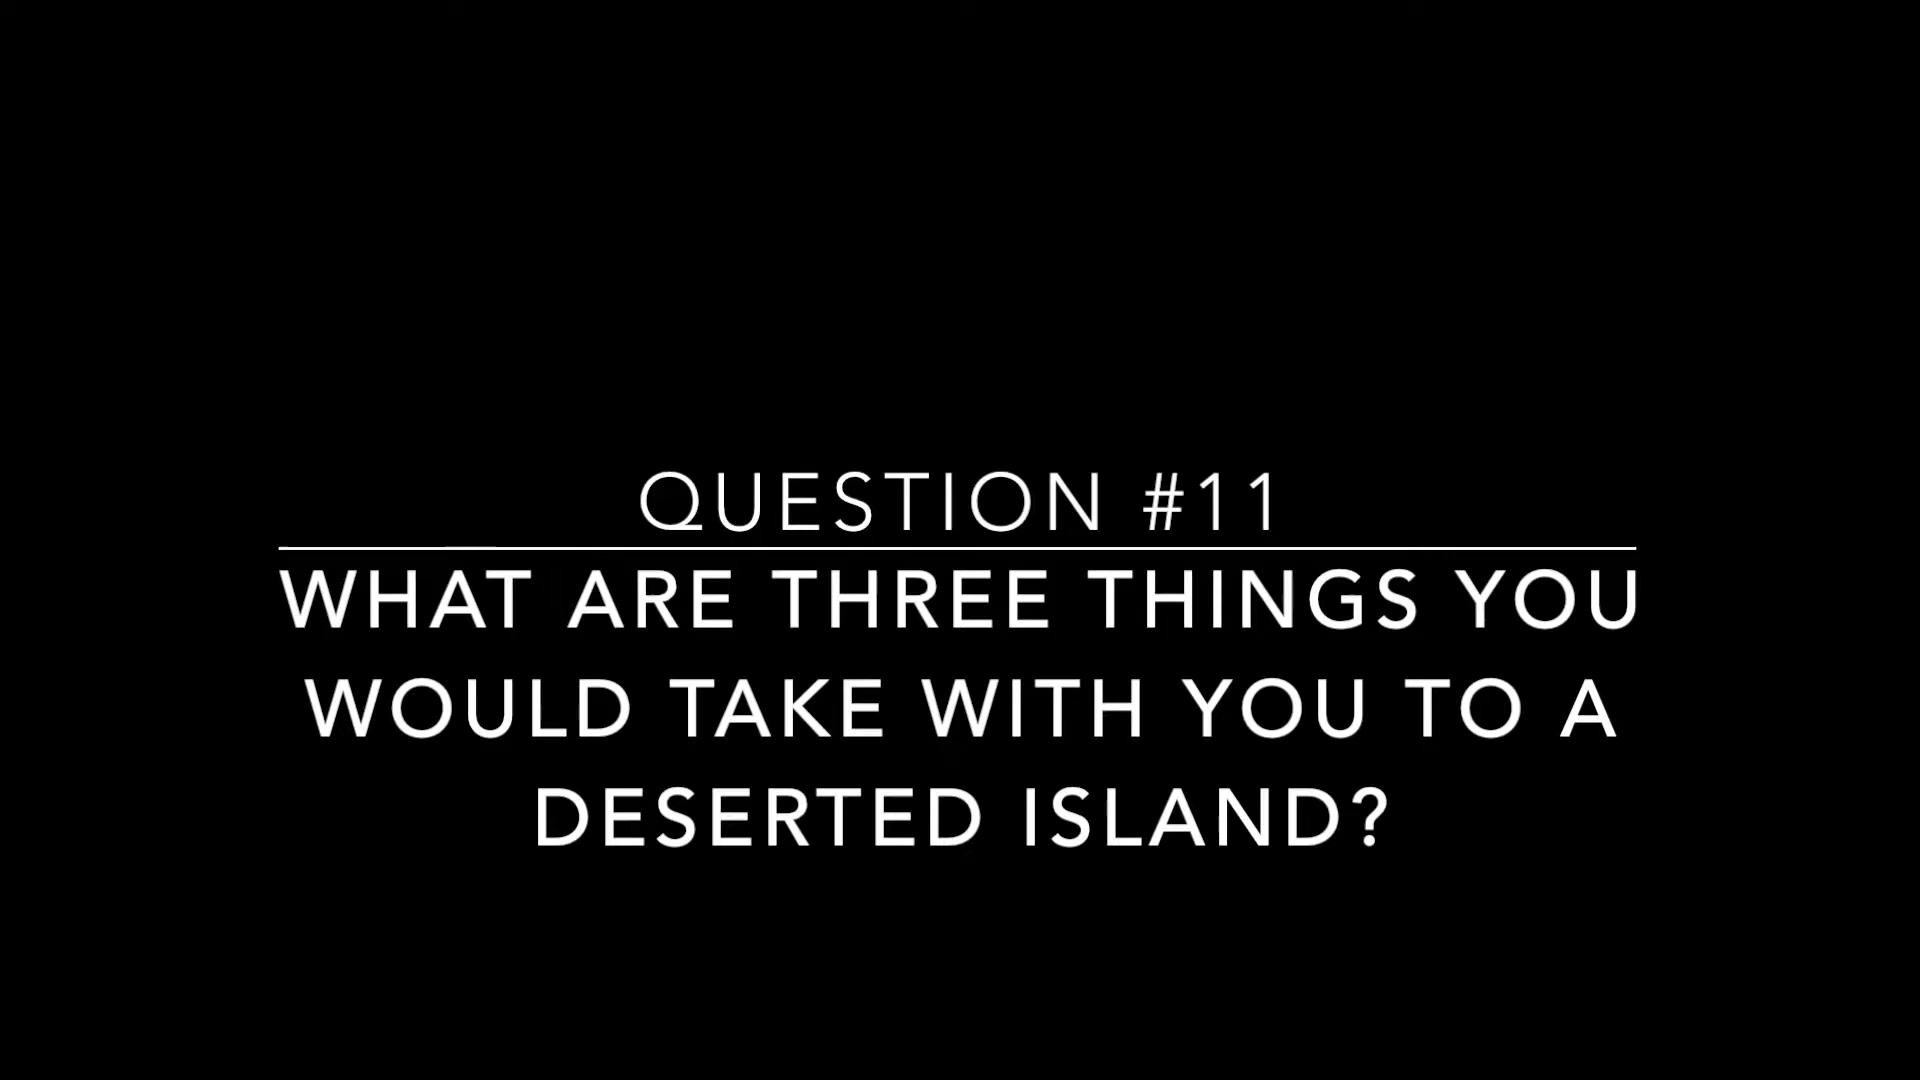 QUESTION #11
WHAT ARE THREE THINGS YOU
WOULD TAKE WITH YOU TO A
DESERTED ISLAND?